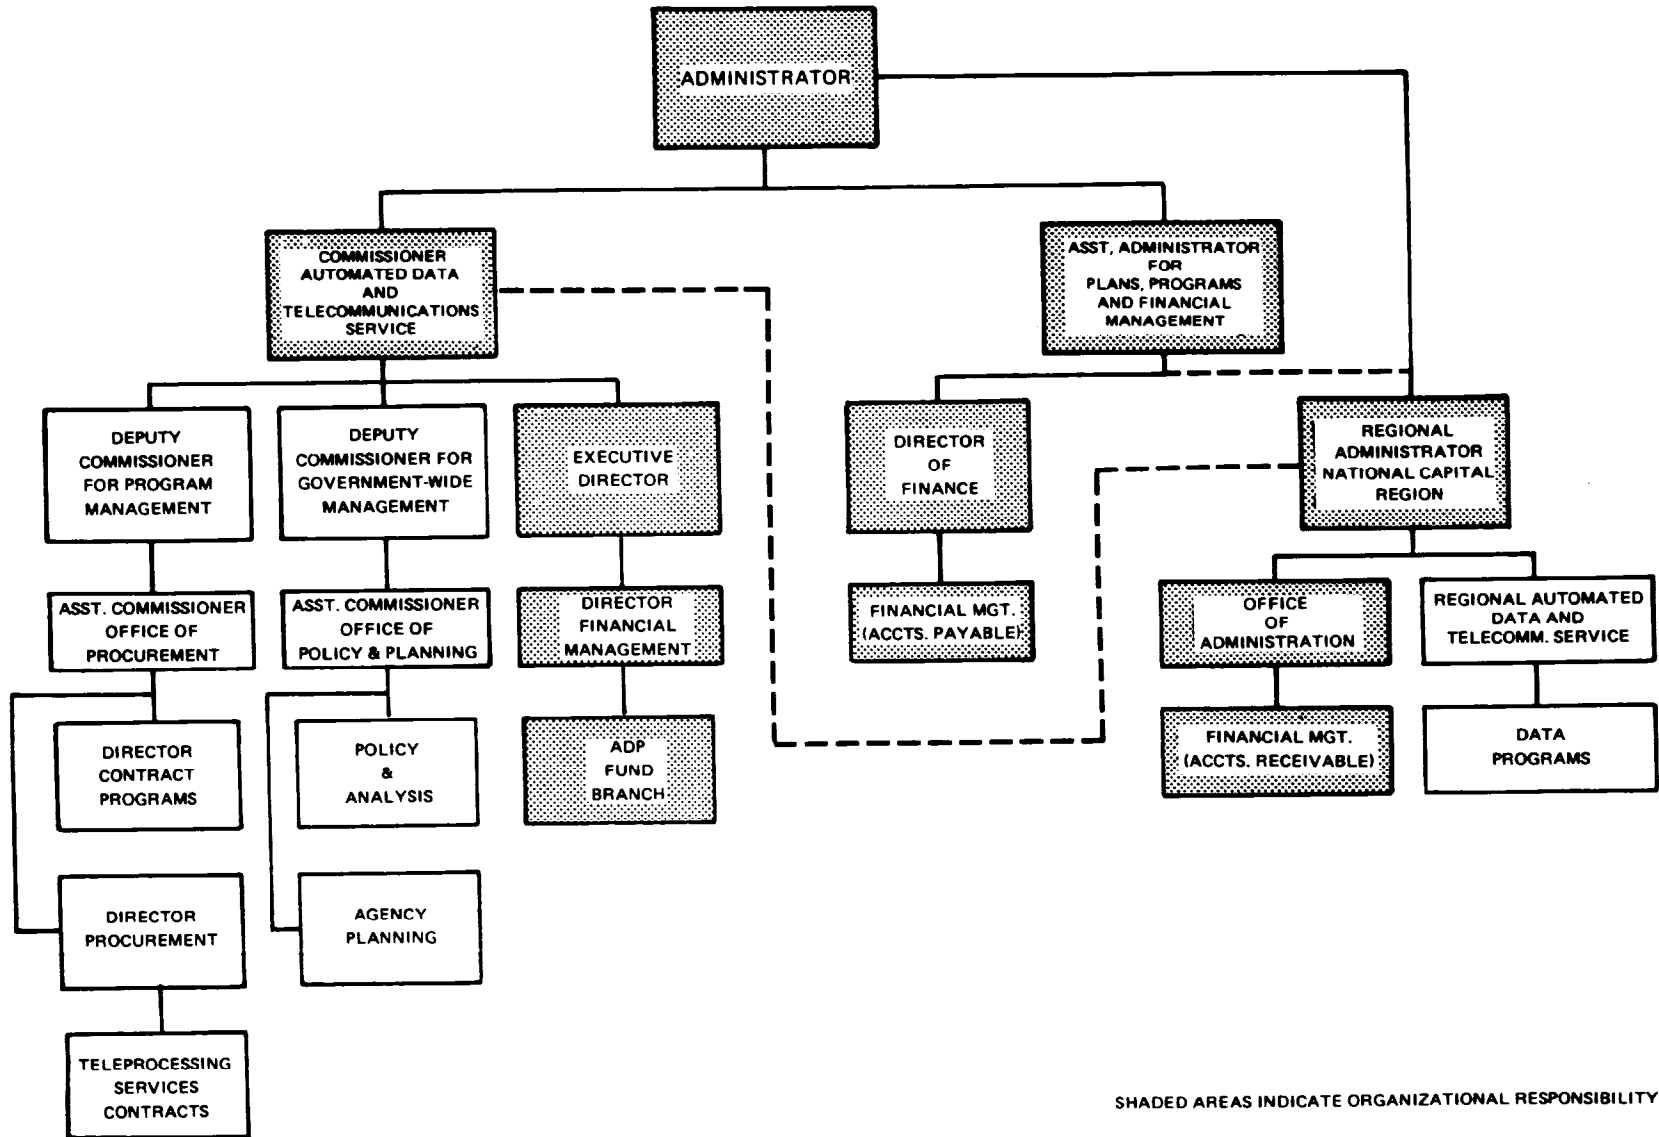 ADMINISTRATOR
COMMISSIONER
AUTOMATED DATA
AND
TELECOMMUNICATIONS
SERVICE
ASST, ADMINISTRATOR
FOR
PLANS, PROGRAMS
AND FINANCIAL
MANAGEMENT
DEPUTY
COMMISSIONER
FOR PROGRAM
MANAGEMENT
DEPUTY
COMMISSIONER FOR
GOVERNMENT-WIDE
MANAGEMENT
EXECUTIVE
DIRECTOR
DIRECTOR
OF
FINANCE
REGIONAL
ADMINISTRATOR
NATIONAL CAPITAL
REGION
ASST. COMMISSIONER
OFFICE OF
PROCUREMENT
ASST. COMMISSIONER
OFFICE OF
POLICY & PLANNING
DIRECTOR
FINANCIAL
MANAGEMENT
FINANCIAL MGT.
(ACCTS. PAYABLE)
OFFICE
OF
ADMINISTRATION
REGIONAL AUTOMATED
DATA AND
TELECOMM. SERVICE
DIRECTOR
CONTRACT
PROGRAMS
POLICY
&
ANALYSIS
ADP
FUND
BRANCH
FINANCIAL MGT.
(ACCTS. RECEIVABLE)
DATA
PROGRAMS
DIRECTOR
PROCUREMENT
AGENCY
PLANNING
TELEPROCESSING
SERVICES
CONTRACTS
SHADED AREAS INDICATE ORGANIZATIONAL RESPONSIBILITY